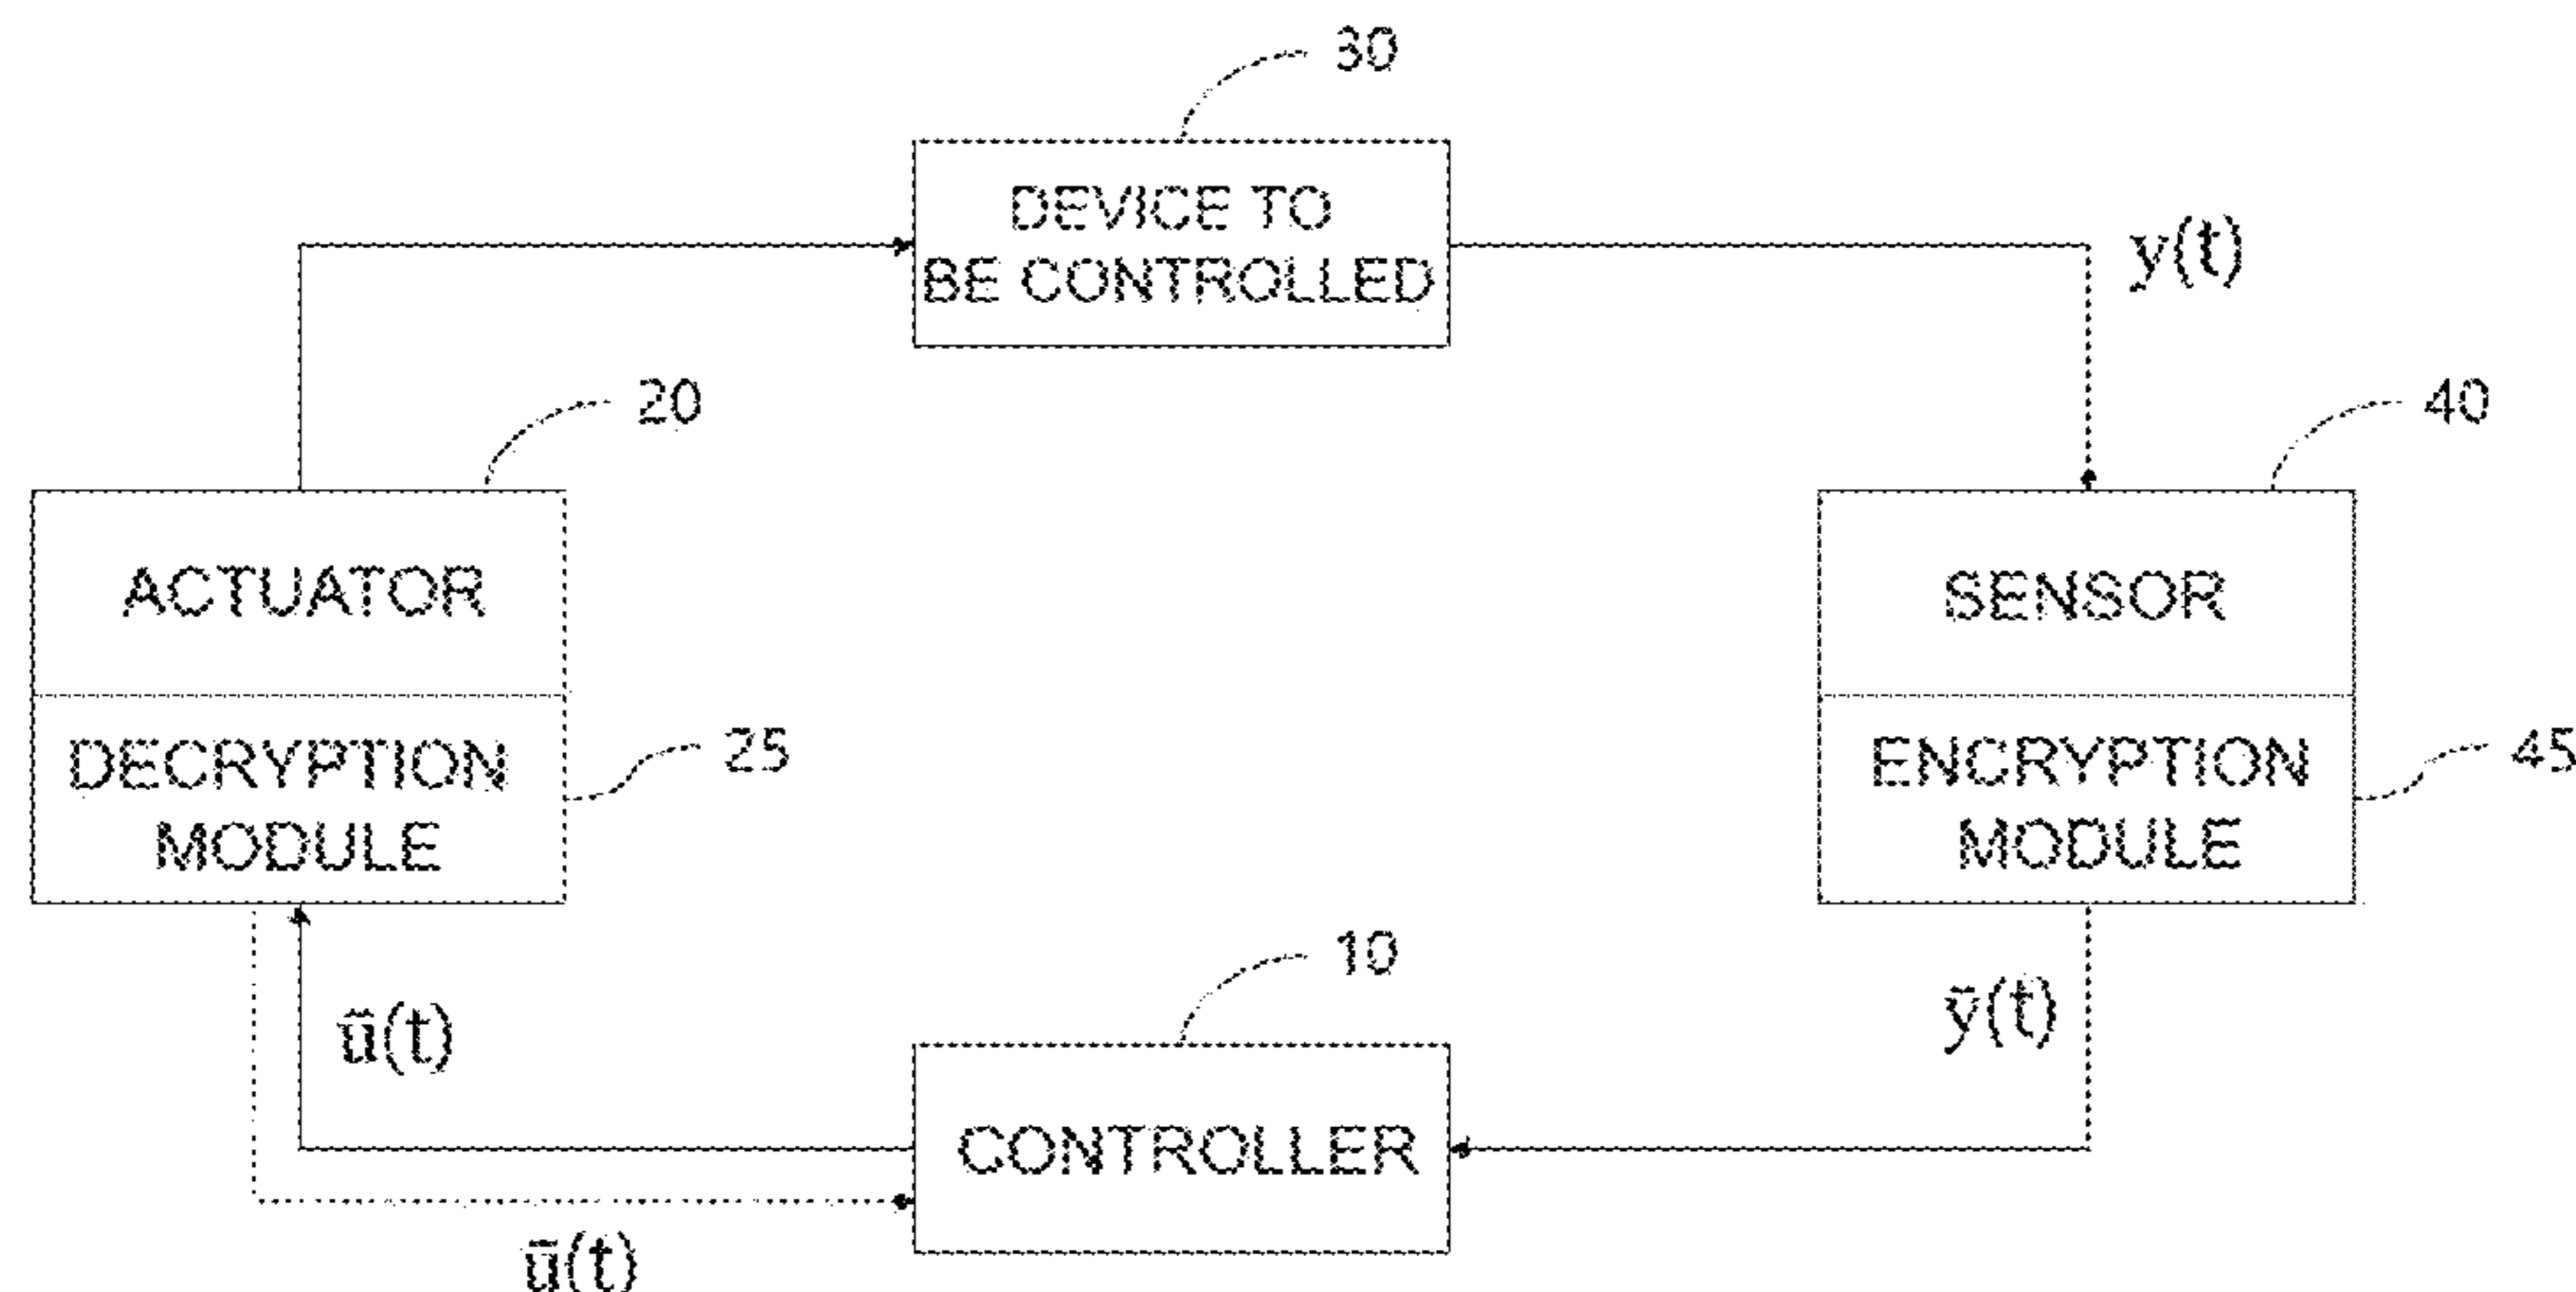 30
DEVICE TO
BE CONTROLLED
y(t)
20
40
ACTUATOR
SENSOR
DECRYPTION
MODULE
25
ENCRYPTION
MODULE
45
ū(t)
10
ȳ(t)
CONTROLLER
ū(t)